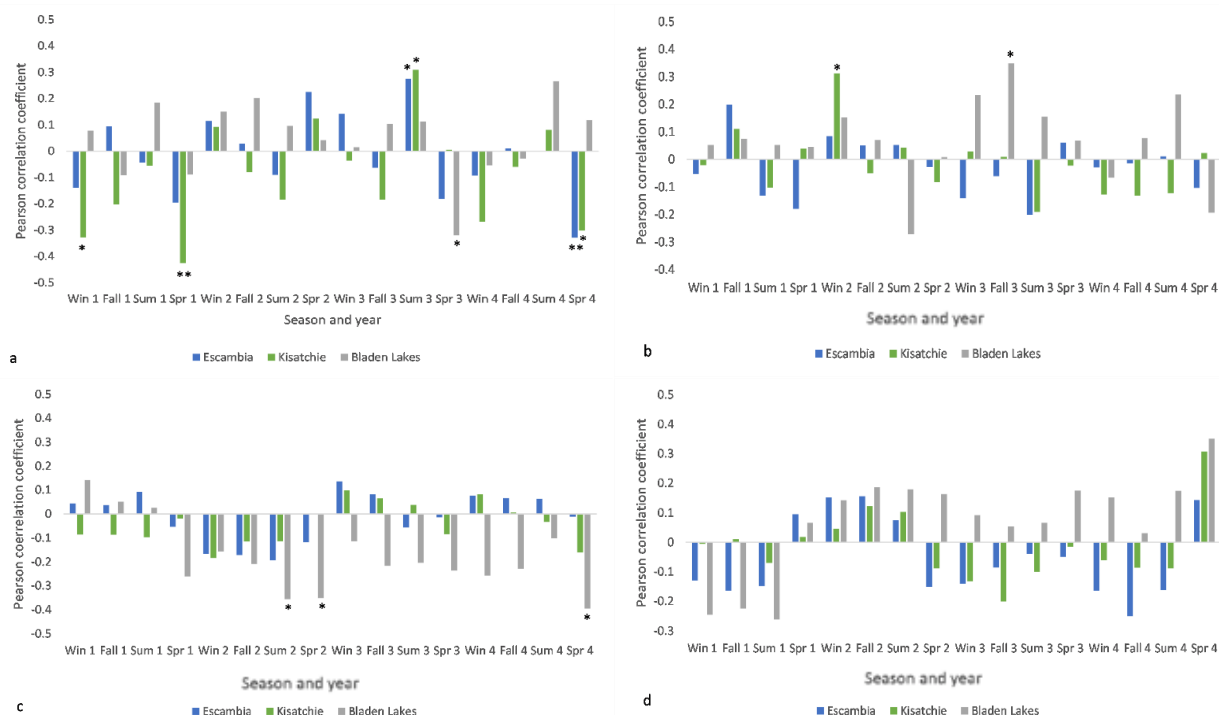 0.5
0.4
0.3
0.2
0.1
0
-0.1
-0.2
-0.3
-0.4
-0.5
Pearson correlation coefficient
* *
*
**
*
** *
Win 1 Fall 1 Sum 1 Spr 1 Win 2 Fall 2 Sum 2 Spr 2 Win 3 Fall 3 Sum 3 Spr 3 Win 4 Fall 4 Sum 4 Spr 4
Season and year
a
Escambia Kisatchie Bladen Lakes
0.5
0.4
0.3
0.2
0.1
0
-0.1
-0.2
-0.3
-0.4
Pearson correlation coefficient
* *
Win 1 Fall 1 Sum 1 Spr 1 Win 2 Fall 2 Sum 2 Spr 2 Win 3 Fall 3 Sum 3 Spr 3 Win 4 Fall 4 Sum 4 Spr 4
Season and year
b
Escambia Kisatchie Bladen Lakes
0.5
0.4
0.3
0.2
0.1
0
-0.1
-0.2
-0.3
-0.4
-0.5
Pearson correlation coefficient
* * *
Win 1 Fall 1 Sum 1 Spr 1 Win 2 Fall 2 Sum 2 Spr 2 Win 3 Fall 3 Sum 3 Spr 3 Win 4 Fall 4 Sum 4 Spr 4
Season and year
c
Escambia Kisatchie Bladen Lakes
0.4
0.3
0.2
0.1
0
-0.1
-0.2
-0.3
Pearson correlation coefficient
Win 1 Fall 1 Sum 1 Spr 1 Win 2 Fall 2 Sum 2 Spr 2 Win 3 Fall 3 Sum 3 Spr 3 Win 4 Fall 4 Sum 4 Spr 4
Season and year
d
Escambia Kisatchie Bladen Lakes